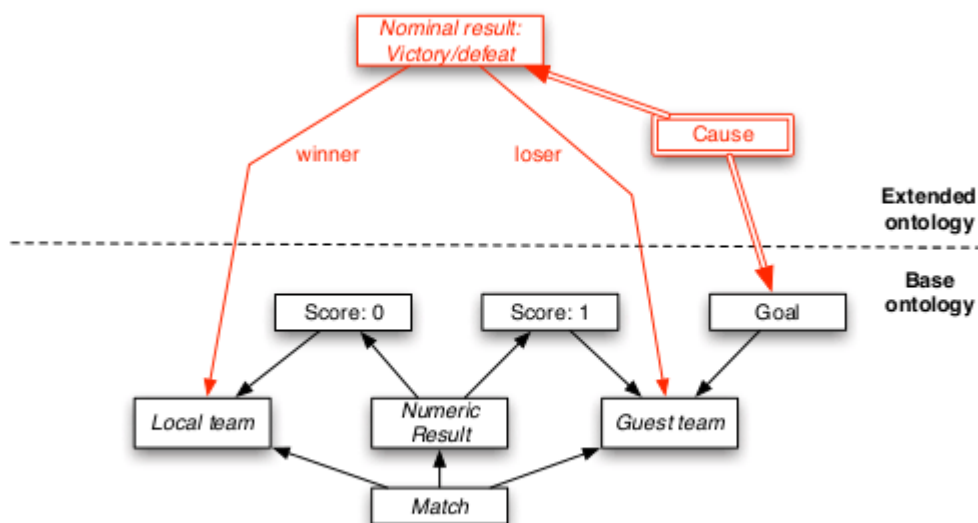 Nominal result:
Victory/defeat
Cause
winner
loser
Extended
ontology
Base
ontology
Score: 0
Score: 1
Goal
Local team
Numeric
Result
Guest team
Match